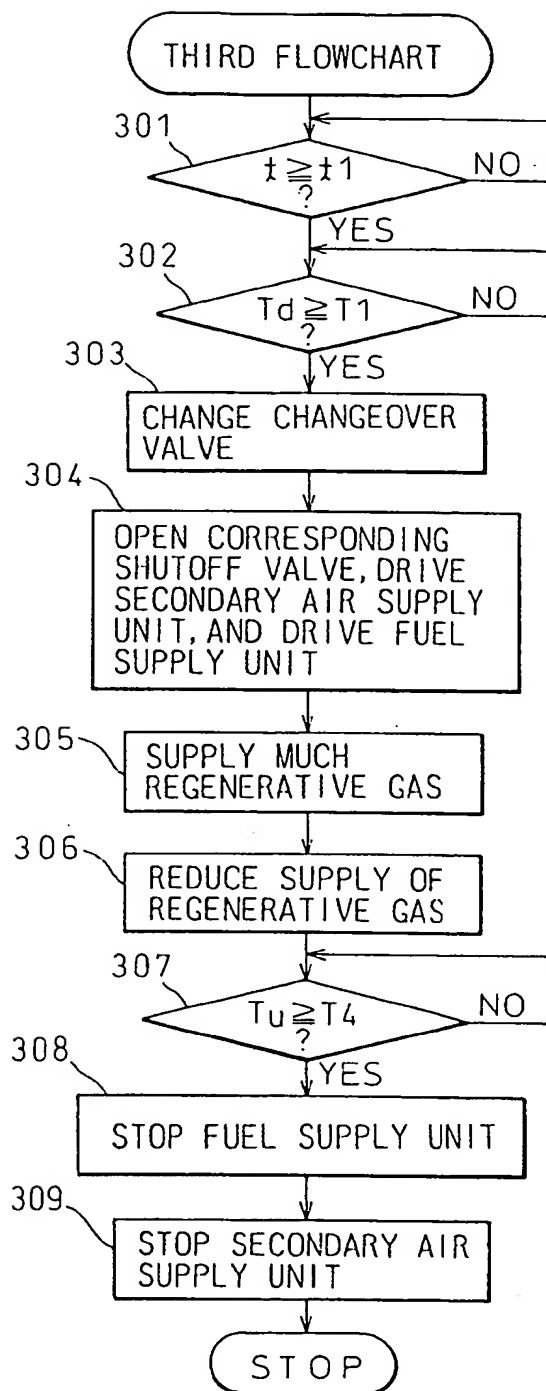 THIRD FLOWCHART
301
t ≧ t1
?
NO
YES
302
Td ≧ T1
?
NO
YES
303
CHANGE CHANGEOVER
VALVE
304
OPEN CORRESPONDING
SHUTOFF VALVE, DRIVE
SECONDARY AIR SUPPLY
UNIT, AND DRIVE FUEL
SUPPLY UNIT
305
SUPPLY MUCH
REGENERATIVE GAS
306
REDUCE SUPPLY OF
REGENERATIVE GAS
307
Tu ≧ T4
?
NO
YES
308
STOP FUEL SUPPLY UNIT
309
STOP SECONDARY AIR
SUPPLY UNIT
STOP